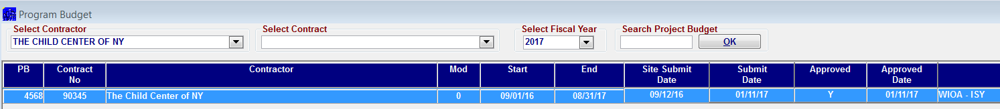 Program Budget
Select Contractor Select Contract Select Fiscal Year Search Project Budget
THE CHILD CENTER OF NY 2017 OK
PB Contract No Contractor Mod Start End Site Submit Date Submit Date Approved Approved Date
4568 90345 The Child Center of NY 0 09/01/16 08/31/17 09/12/16 01/11/17 Y 01/11/17 WIOA - ISY